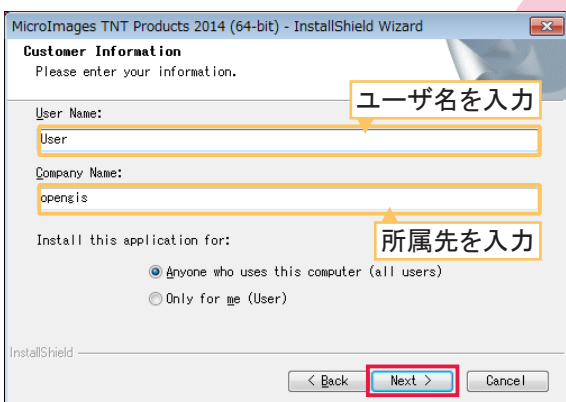 MicroImages TNT Products 2014 (64-bit) - InstallShield Wizard
Customer Information
Please enter your information.
ユーザ名を入力
User Name:
User
Company Name:
opengis
所属先を入力
Install this application for:
Anyone who uses this computer (all users)
Only for me (User)
InstallShield
< Back
Next >
Cancel